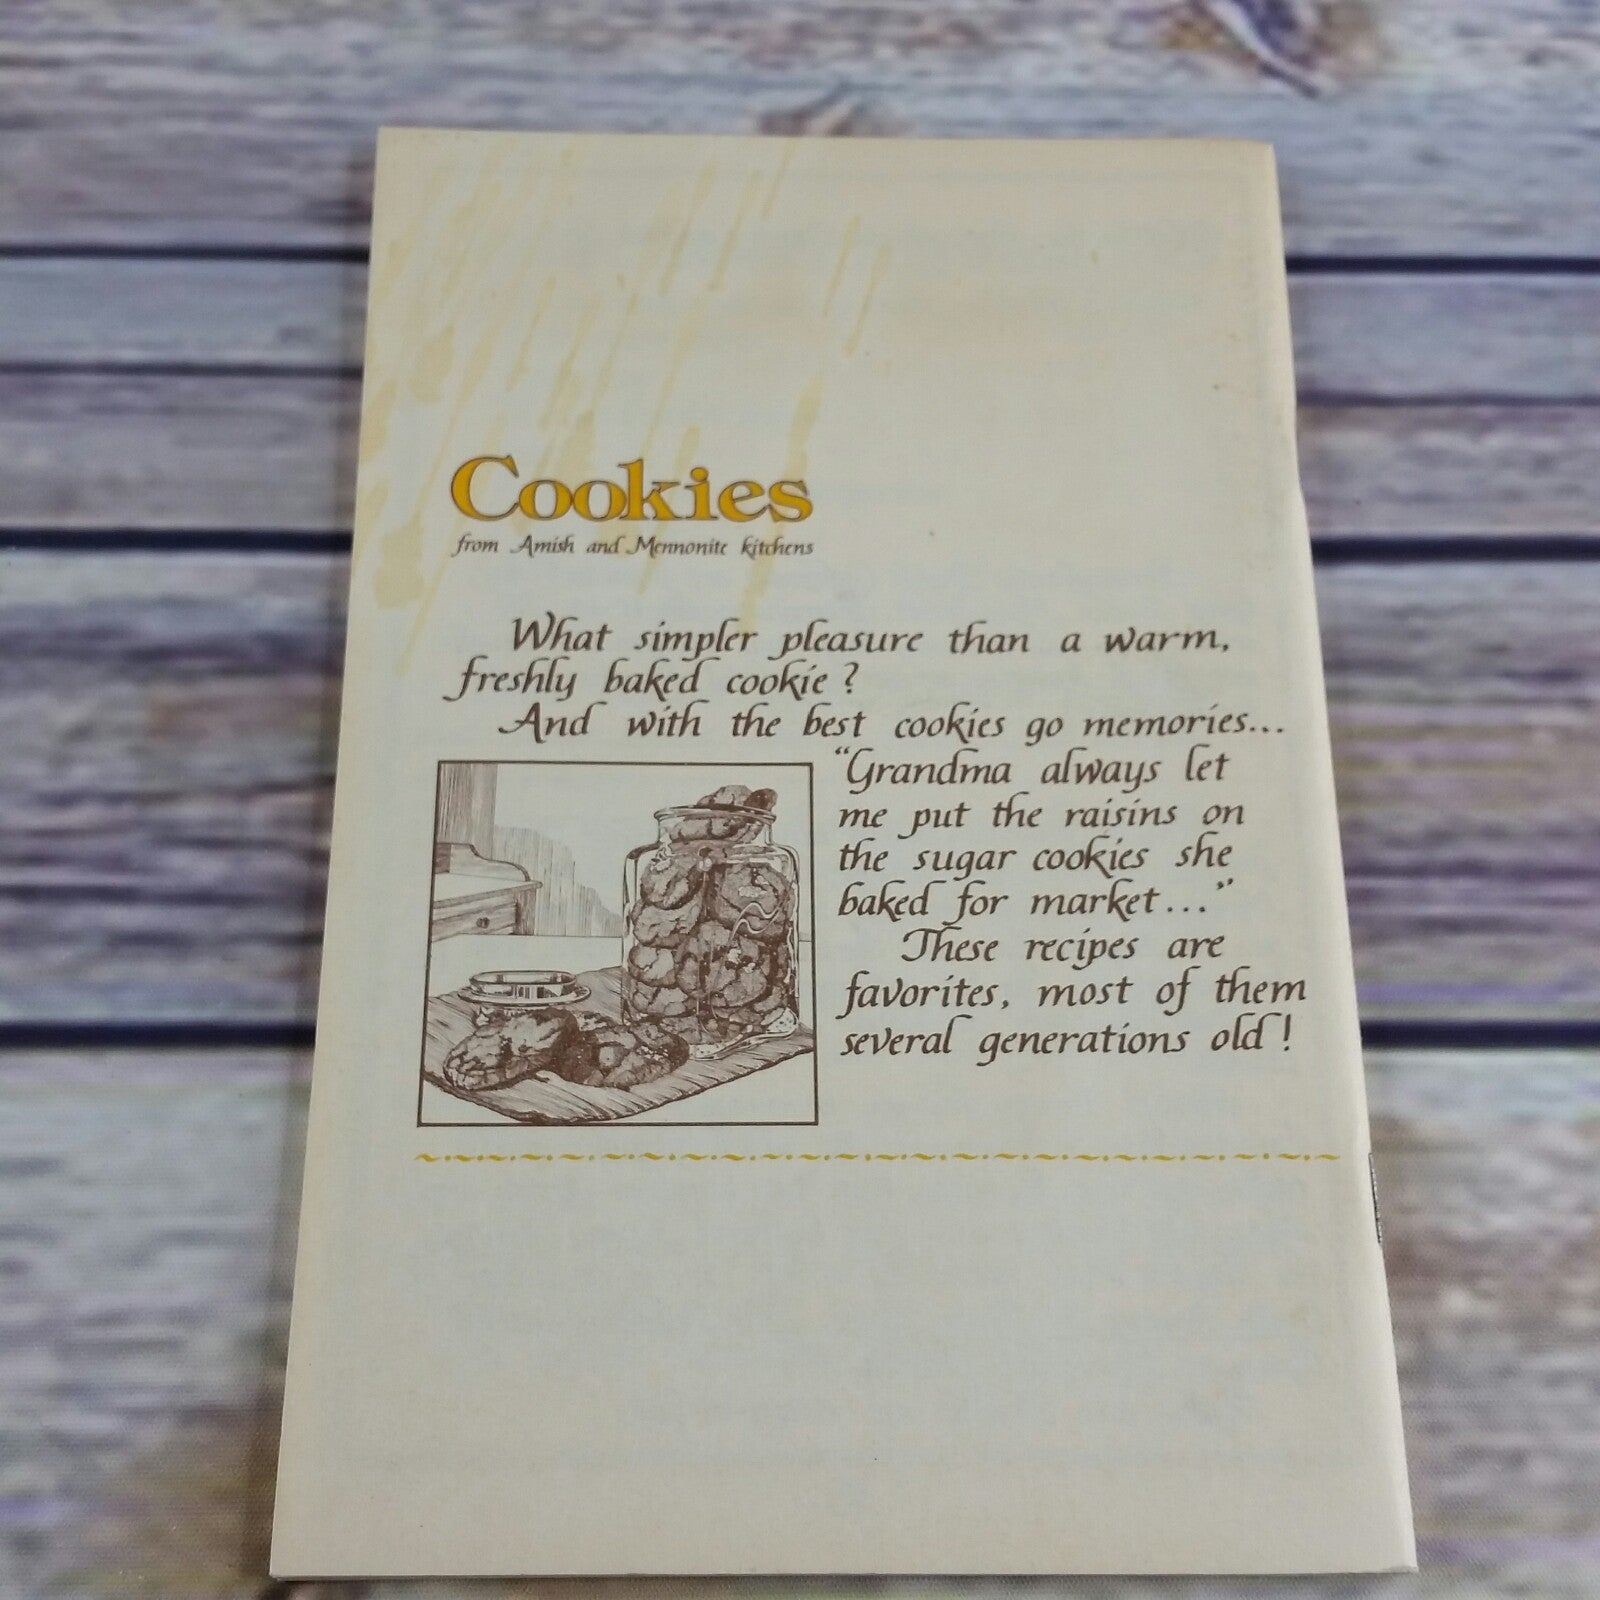 Cookies
from Amish and Mennonite kitchens
What simpler pleasure than a warm,
freshly baked cookie?
And with the best cookies go memories...
"Grandma always let
me put the raisins on
the sugar cookies she
baked for market..."
These recipes are
favorites, most of them
several generations old!